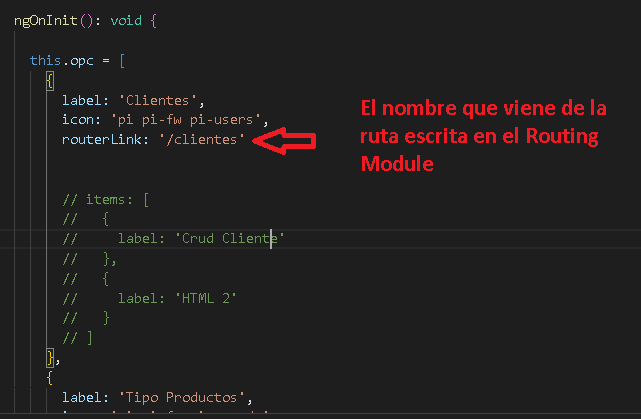 ngOnInit(): void {
this.opc = [
{
label: 'Clientes',
icon: 'pi pi-fw pi-users',
routerLink: '/clientes'
El nombre que viene de la
ruta escrita en el Routing
Module
// items: [
//   {
//     label: 'Crud Cliente'
//   },
//   {
//     label: 'HTML 2'
//   }
// ]
},
{
label: 'Tipo Productos',